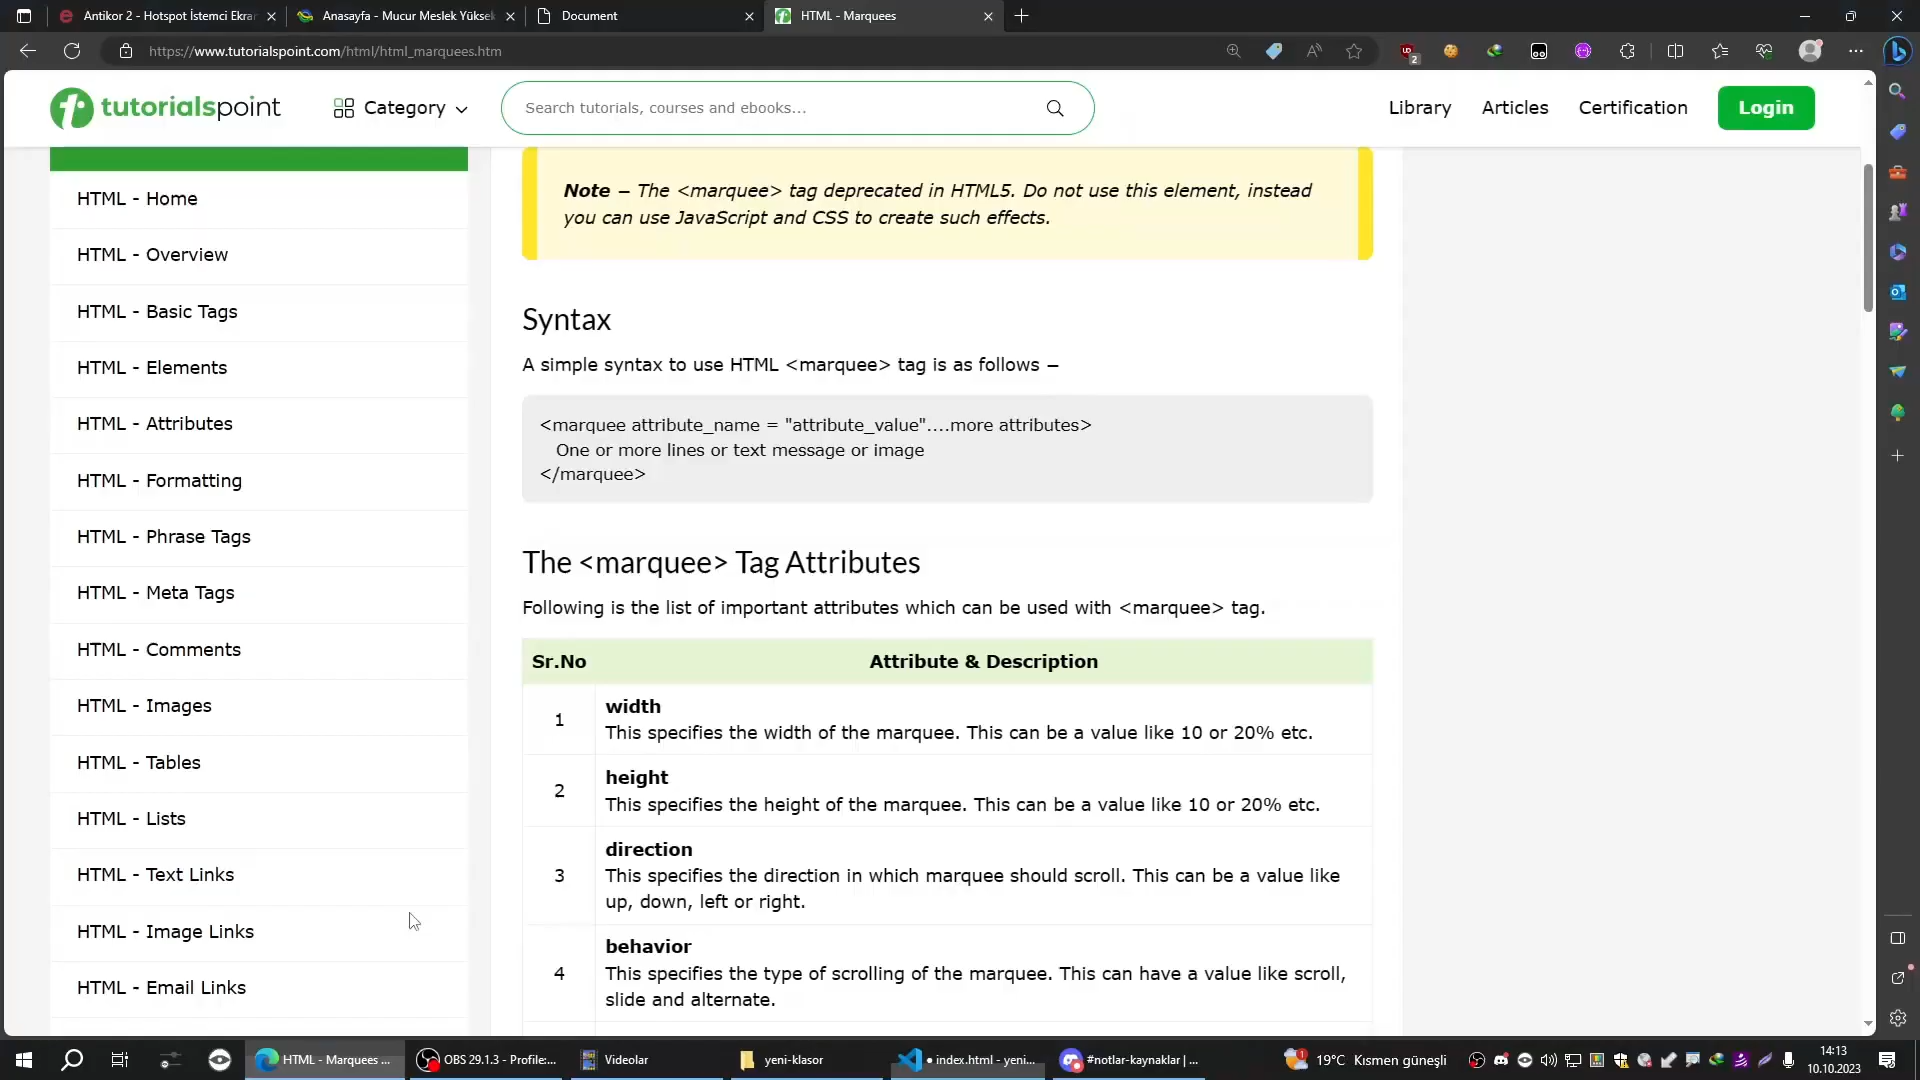 Antikor 2 - Hotspot İstemci Ekran
Anasayfa - Mucur Meslek Yüksek
Document
HTML - Marquees
https://www.tutorialspoint.com/html/html_marquees.htm
2
tutorialspoint
Category
Search tutorials, courses and ebooks...
Library
Articles
Certification
Login
HTML - Home
HTML - Overview
HTML - Basic Tags
HTML - Elements
HTML - Attributes
HTML - Formatting
HTML - Phrase Tags
HTML - Meta Tags
HTML - Comments
HTML - Images
HTML - Tables
HTML - Lists
HTML - Text Links
HTML - Image Links
HTML - Email Links
Note − The <marquee> tag deprecated in HTML5. Do not use this element, instead
you can use JavaScript and CSS to create such effects.
Syntax
A simple syntax to use HTML <marquee> tag is as follows −
<marquee attribute_name = "attribute_value"....more attributes>
One or more lines or text message or image
</marquee>
The <marquee> Tag Attributes
Following is the list of important attributes which can be used with <marquee> tag.
Sr.No
Attribute & Description
1
width
This specifies the width of the marquee. This can be a value like 10 or 20% etc.
2
height
This specifies the height of the marquee. This can be a value like 10 or 20% etc.
3
direction
This specifies the direction in which marquee should scroll. This can be a value like
up, down, left or right.
4
behavior
This specifies the type of scrolling of the marquee. This can have a value like scroll,
slide and alternate.
HTML - Marquees ...
OBS 29.1.3 - Profile:...
Videolar
yeni-klasor
● index.html - yeni...
#notlar-kaynaklar | ...
1
19°C Kısmen güneşli
14:13
10.10.2023